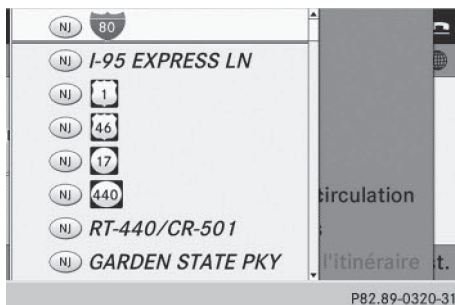 NJ 80
NJ I-95 EXPRESS LN
NJ 1
NJ 46
NJ 17
NJ 440
circulation
NJ RT-440/CR-501
s
NJ GARDEN STATE PKY
l'itinéraire
t.
P82.89-0320-31